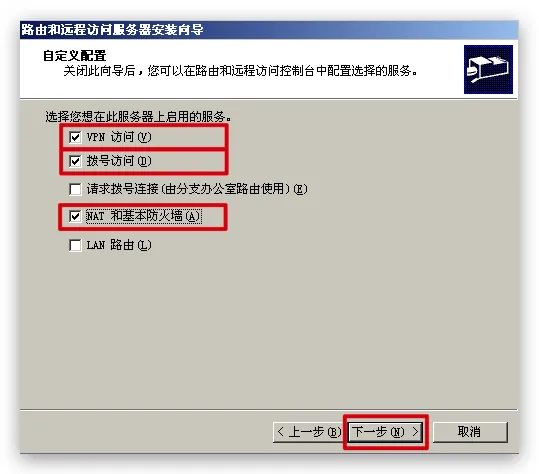 路由和远程访问服务器安装向导
自定义配置
关闭此向导后，您可以在路由和远程访问控制台中配置选择的服务。
选择您想在此服务器上启用的服务。
VPN 访问(V)
拨号访问(D)
请求拨号连接(由分支办公室路由使用)(E)
NAT 和基本防火墙(A)
LAN 路由(L)
< 上一步(B) 下一步(N) > 取消